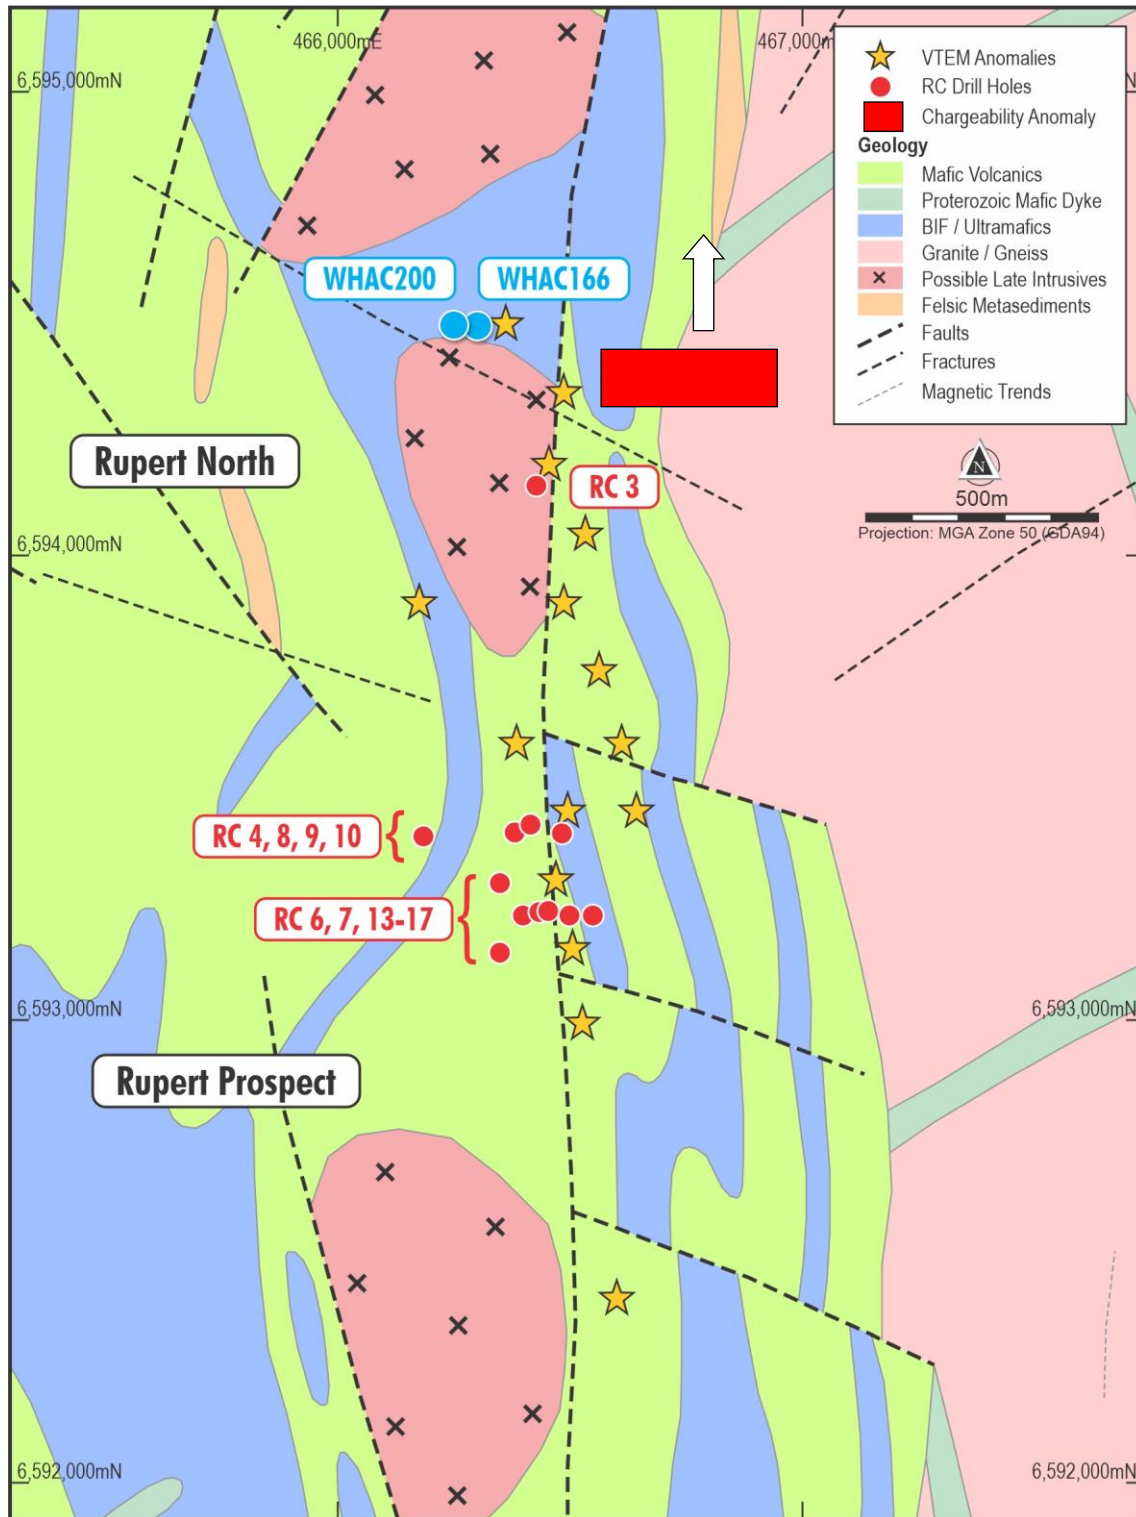 466,000mE
467,000m
6,595,000mN
VTEM Anomalies
RC Drill Holes
Chargeability Anomaly
Geology
Mafic Volcanics
Proterozoic Mafic Dyke
BIF / Ultramafics
Granite / Gneiss
Possible Late Intrusives
Felsic Metasediments
Faults
Fractures
Magnetic Trends
WHAC200
WHAC166
Rupert North
N
RC 3
500m
Projection: MGA Zone 50 (GDA94)
6,594,000mN
RC 4, 8, 9, 10
RC 6, 7, 13-17
6,593,000mN
6,593,000mN
Rupert Prospect
6,592,000mN
6,592,000mN